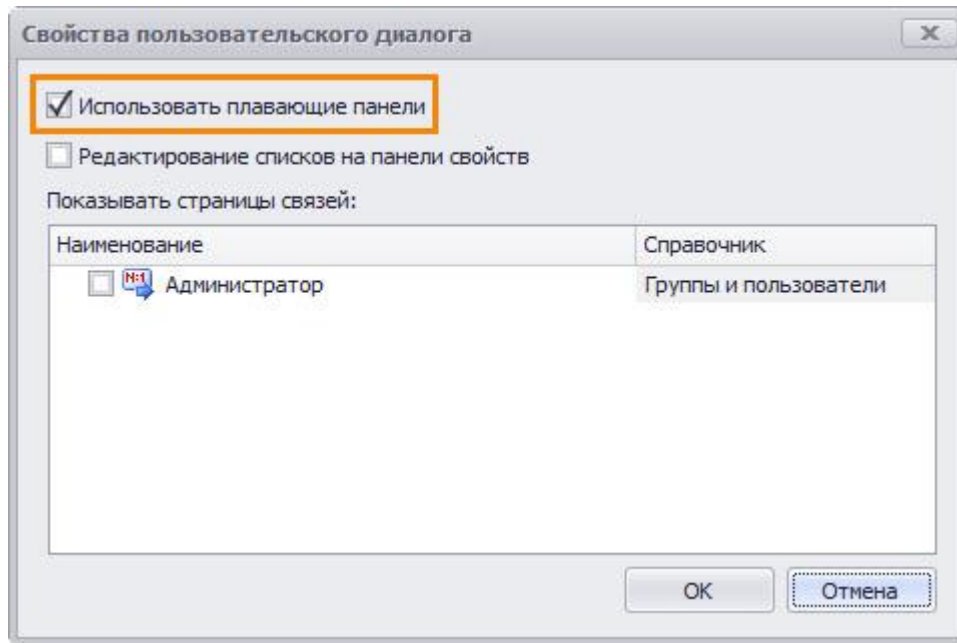 Свойства пользовательского диалога
Использовать плавающие панели
Редактирование списков на панели свойств
Показывать страницы связей:
Наименование Справочник
N:1 Администратор Группы и пользователи
ОК Отмена